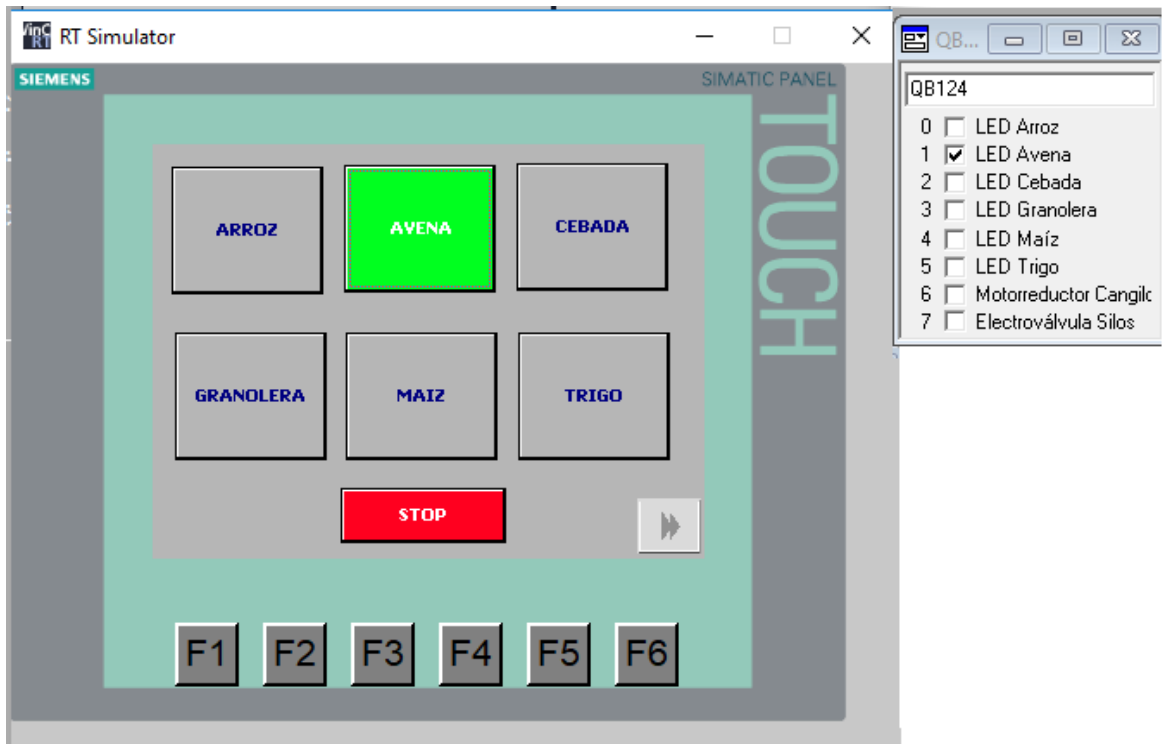 RT Simulator
SIEMENS
SIMATIC PANEL
TOUCH
ARROZ
AVENA
CEBADA
GRANOLERA
MAIZ
TRIGO
STOP
F1 F2 F3 F4 F5 F6
QB...
QB124
0 LED Arroz
1 LED Avena
2 LED Cebada
3 LED Granolera
4 LED Maíz
5 LED Trigo
6 Motorreductor Cangilc
7 Electroválvula Silos